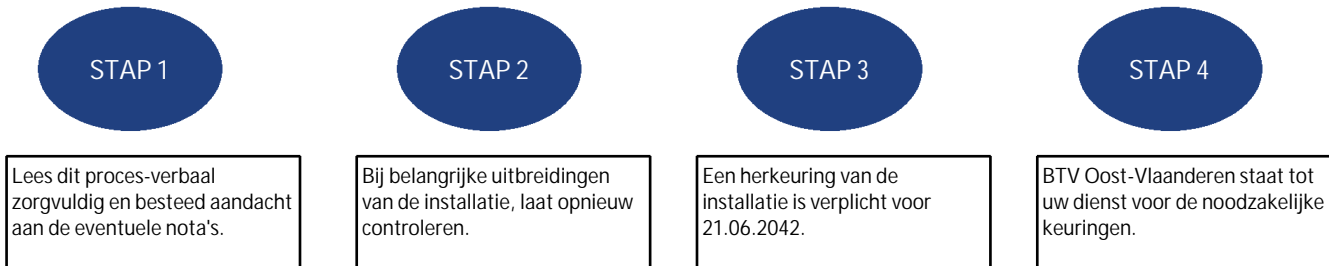 STAP 1
Lees dit proces-verbaal
zorgvuldig en besteed aandacht
aan de eventuele nota's.
STAP 2
Bij belangrijke uitbreidingen
van de installatie, laat opnieuw
controleren.
STAP 3
Een herkeuring van de
installatie is verplicht voor
21.06.2042.
STAP 4
BTV Oost-Vlaanderen staat tot
uw dienst voor de noodzakelijke
keuringen.